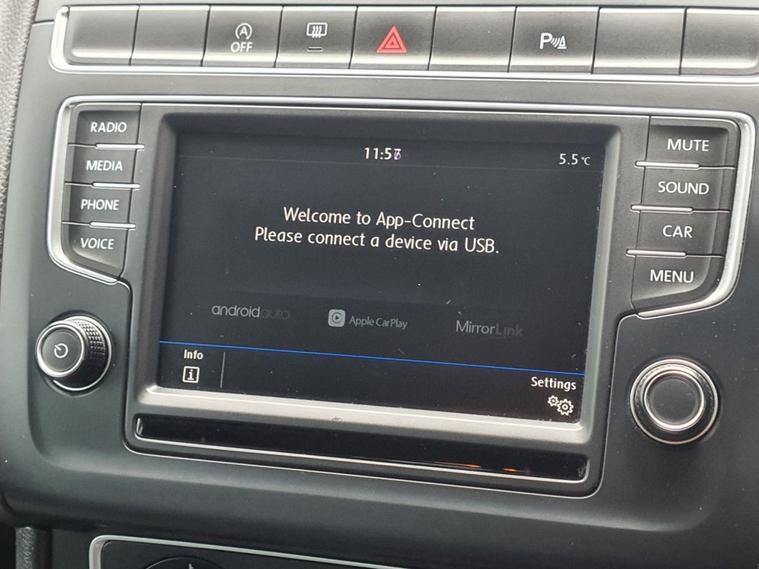 A
OFF
P
RADIO
MEDIA
PHONE
VOICE
MUTE
SOUND
CAR
MENU
5.5°C
Welcome to App-Connect
Please connect a device via USB.
androidauto
Apple CarPlay
MirrorLink
Info
i
Settings